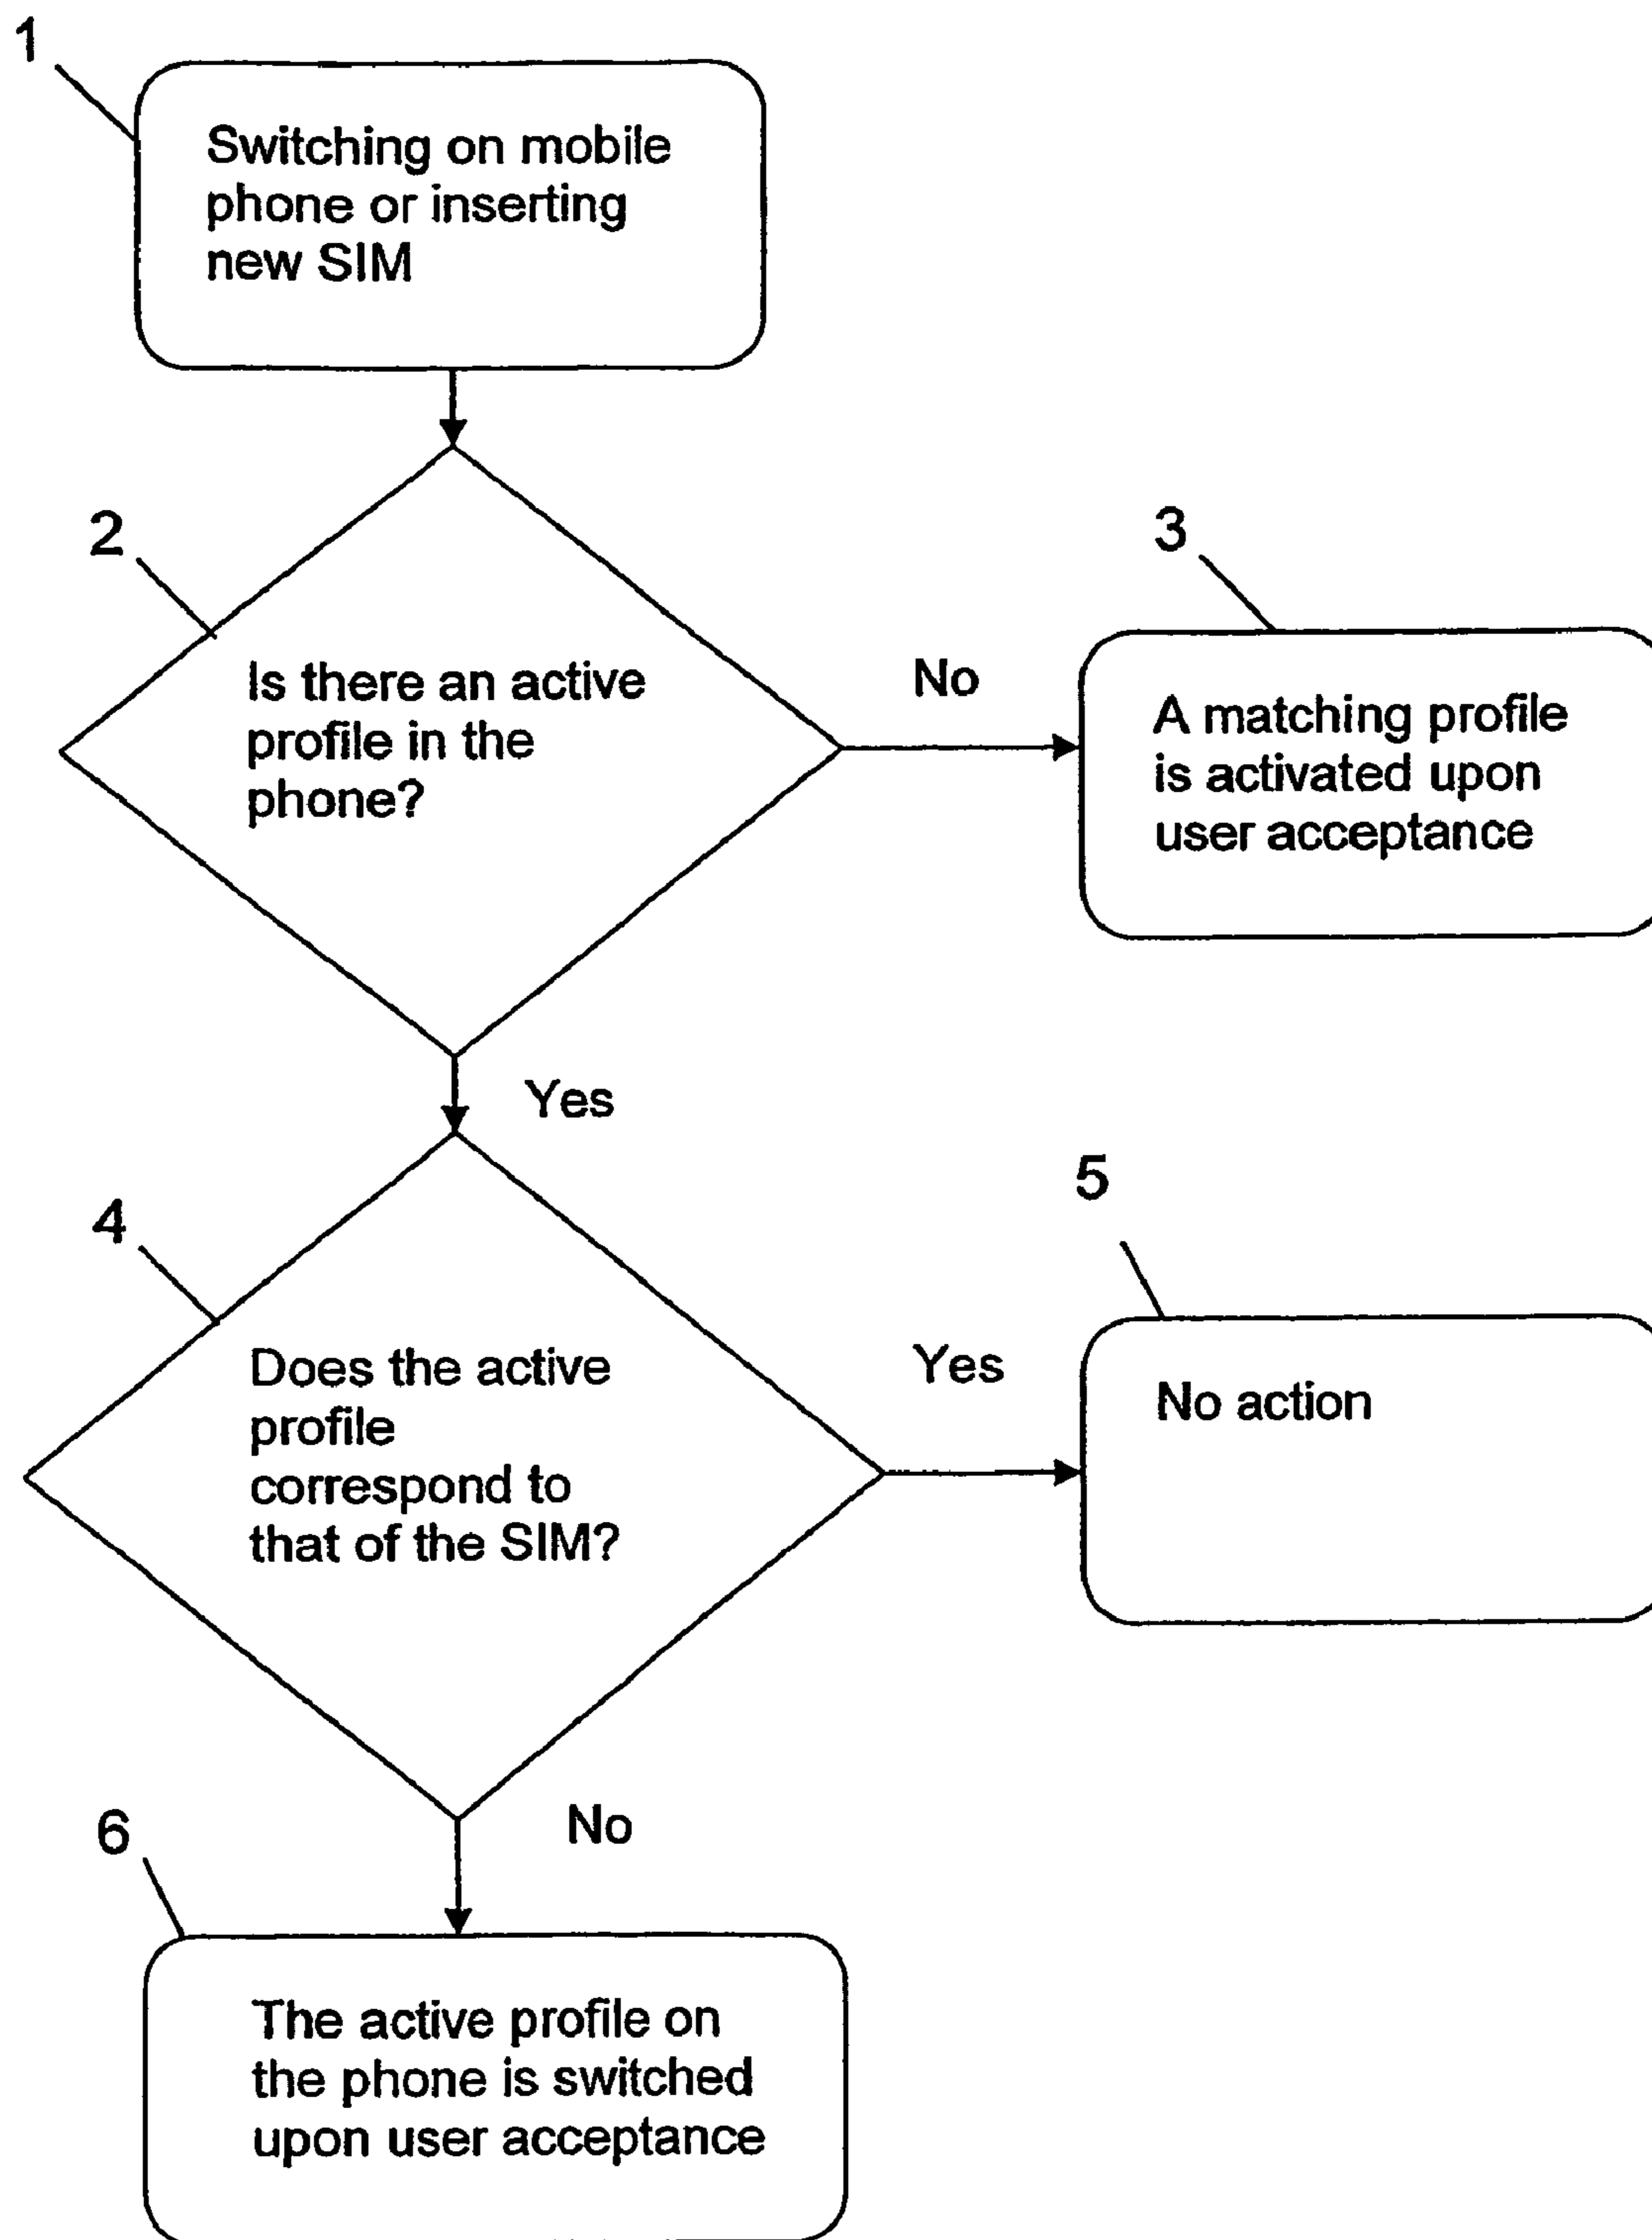 1
Switching on mobile
phone or inserting
new SIM
2
Is there an active
profile in the
phone?
No
3
A matching profile
is activated upon
user acceptance
Yes
4
Does the active
profile
correspond to
that of the SIM?
Yes
5
No action
No
6
The active profile on
the phone is switched
upon user acceptance